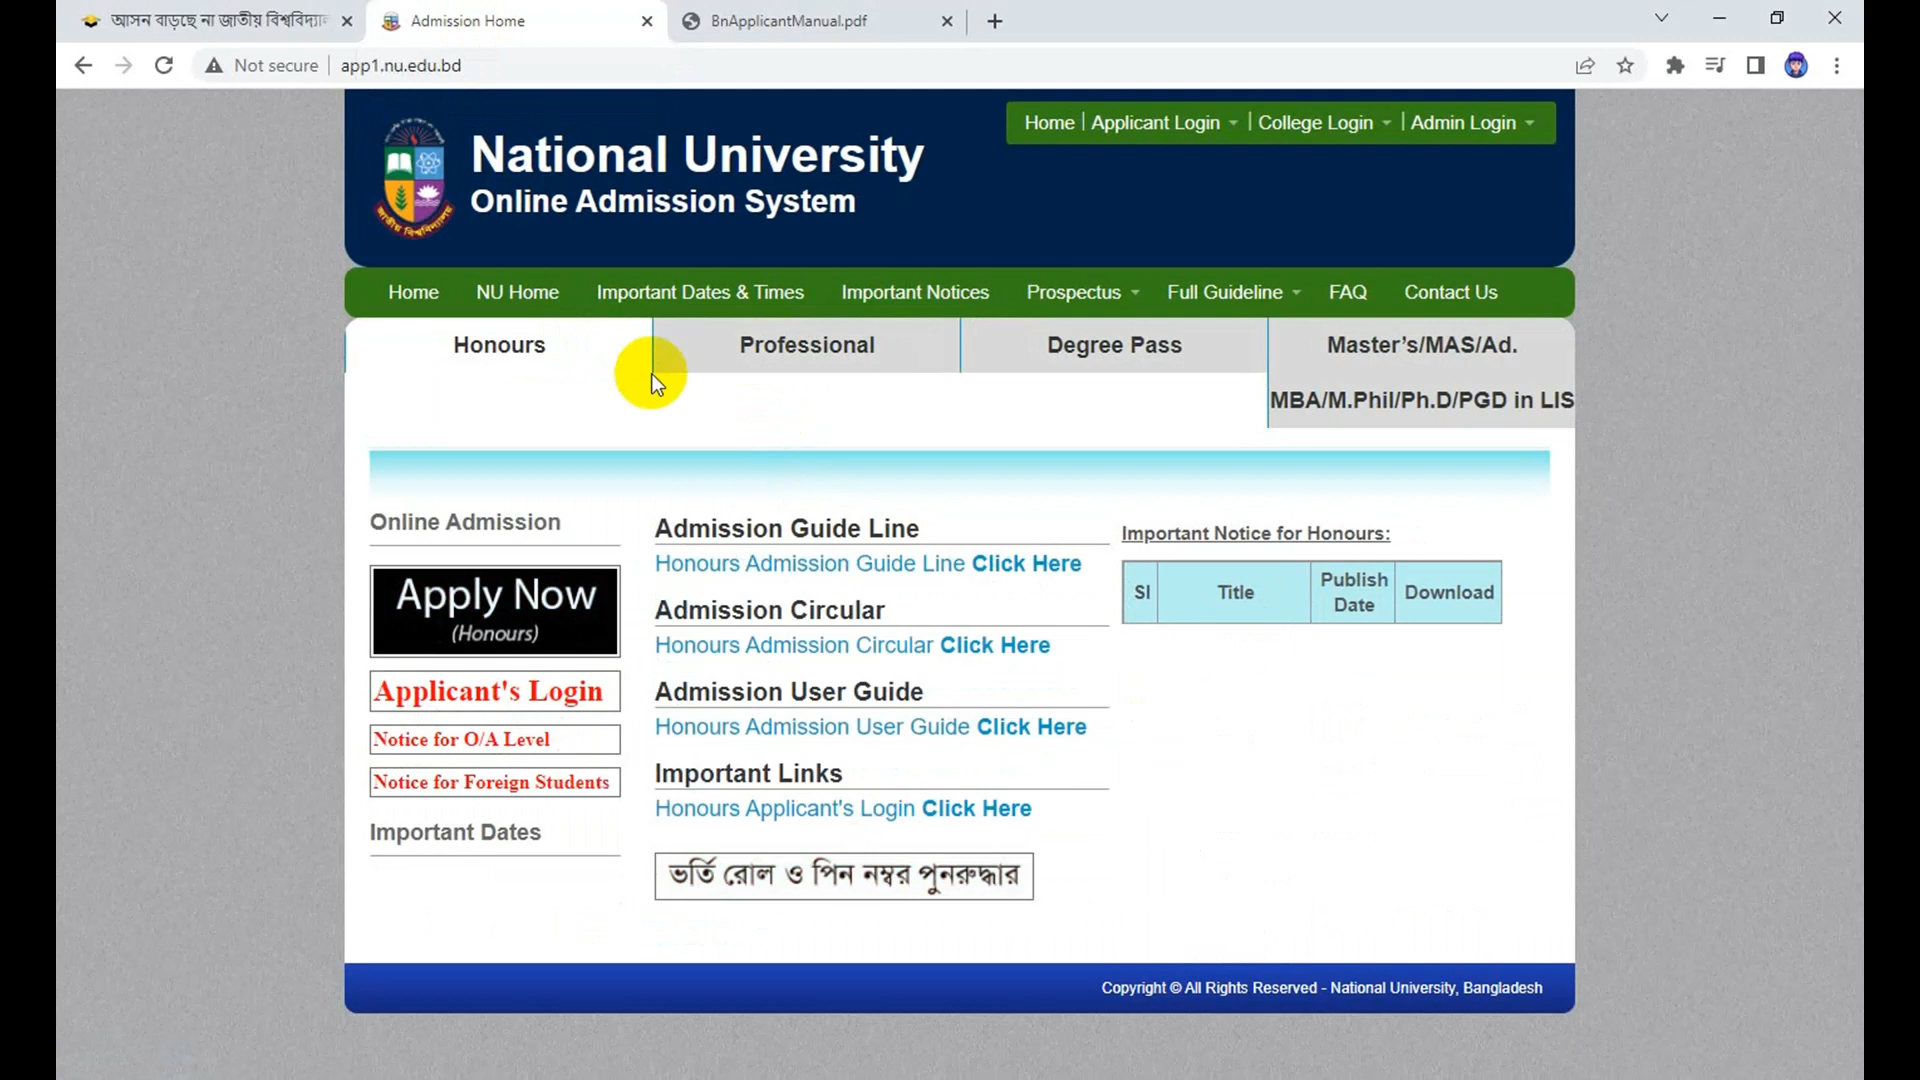 আসন বাড়ছে না জাতীয় বিশ্ববিদ্যাল
Admission Home
BnApplicantManual.pdf
Not secure
app1.nu.edu.bd
Home
Applicant Login
College Login
Admin Login
National University
Online Admission System
জাতীয় বিশ্ববিদ্যালয়
Home
NU Home
Important Dates & Times
Important Notices
Prospectus
Full Guideline
FAQ
Contact Us
Honours
Professional
Degree Pass
Master’s/MAS/Ad.
MBA/M.Phil/Ph.D/PGD in LIS
Online Admission
Apply Now
(Honours)
Applicant's Login
Notice for O/A Level
Notice for Foreign Students
Important Dates
Admission Guide Line
Honours Admission Guide Line Click Here
Admission Circular
Honours Admission Circular Click Here
Admission User Guide
Honours Admission User Guide Click Here
Important Links
Honours Applicant's Login Click Here
ভর্তি রোল ও পিন নম্বর পুনরুদ্ধার
Important Notice for Honours:
Sl
Title
Publish Date
Download
Copyright © All Rights Reserved - National University, Bangladesh